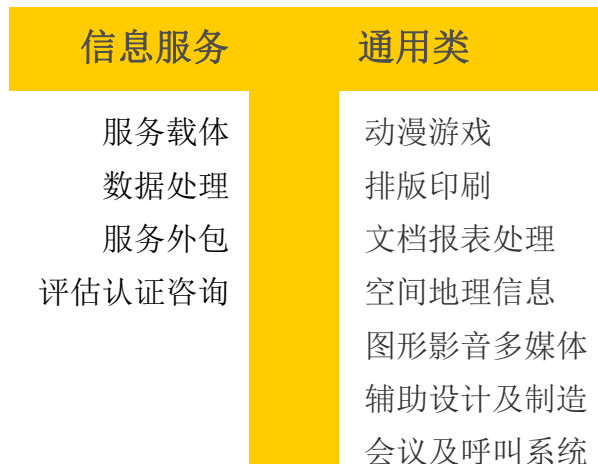 信息服务
服务载体
数据处理
服务外包
评估认证咨询
通用类
动漫游戏
排版印刷
文档报表处理
空间地理信息
图形影音多媒体
辅助设计及制造
会议及呼叫系统